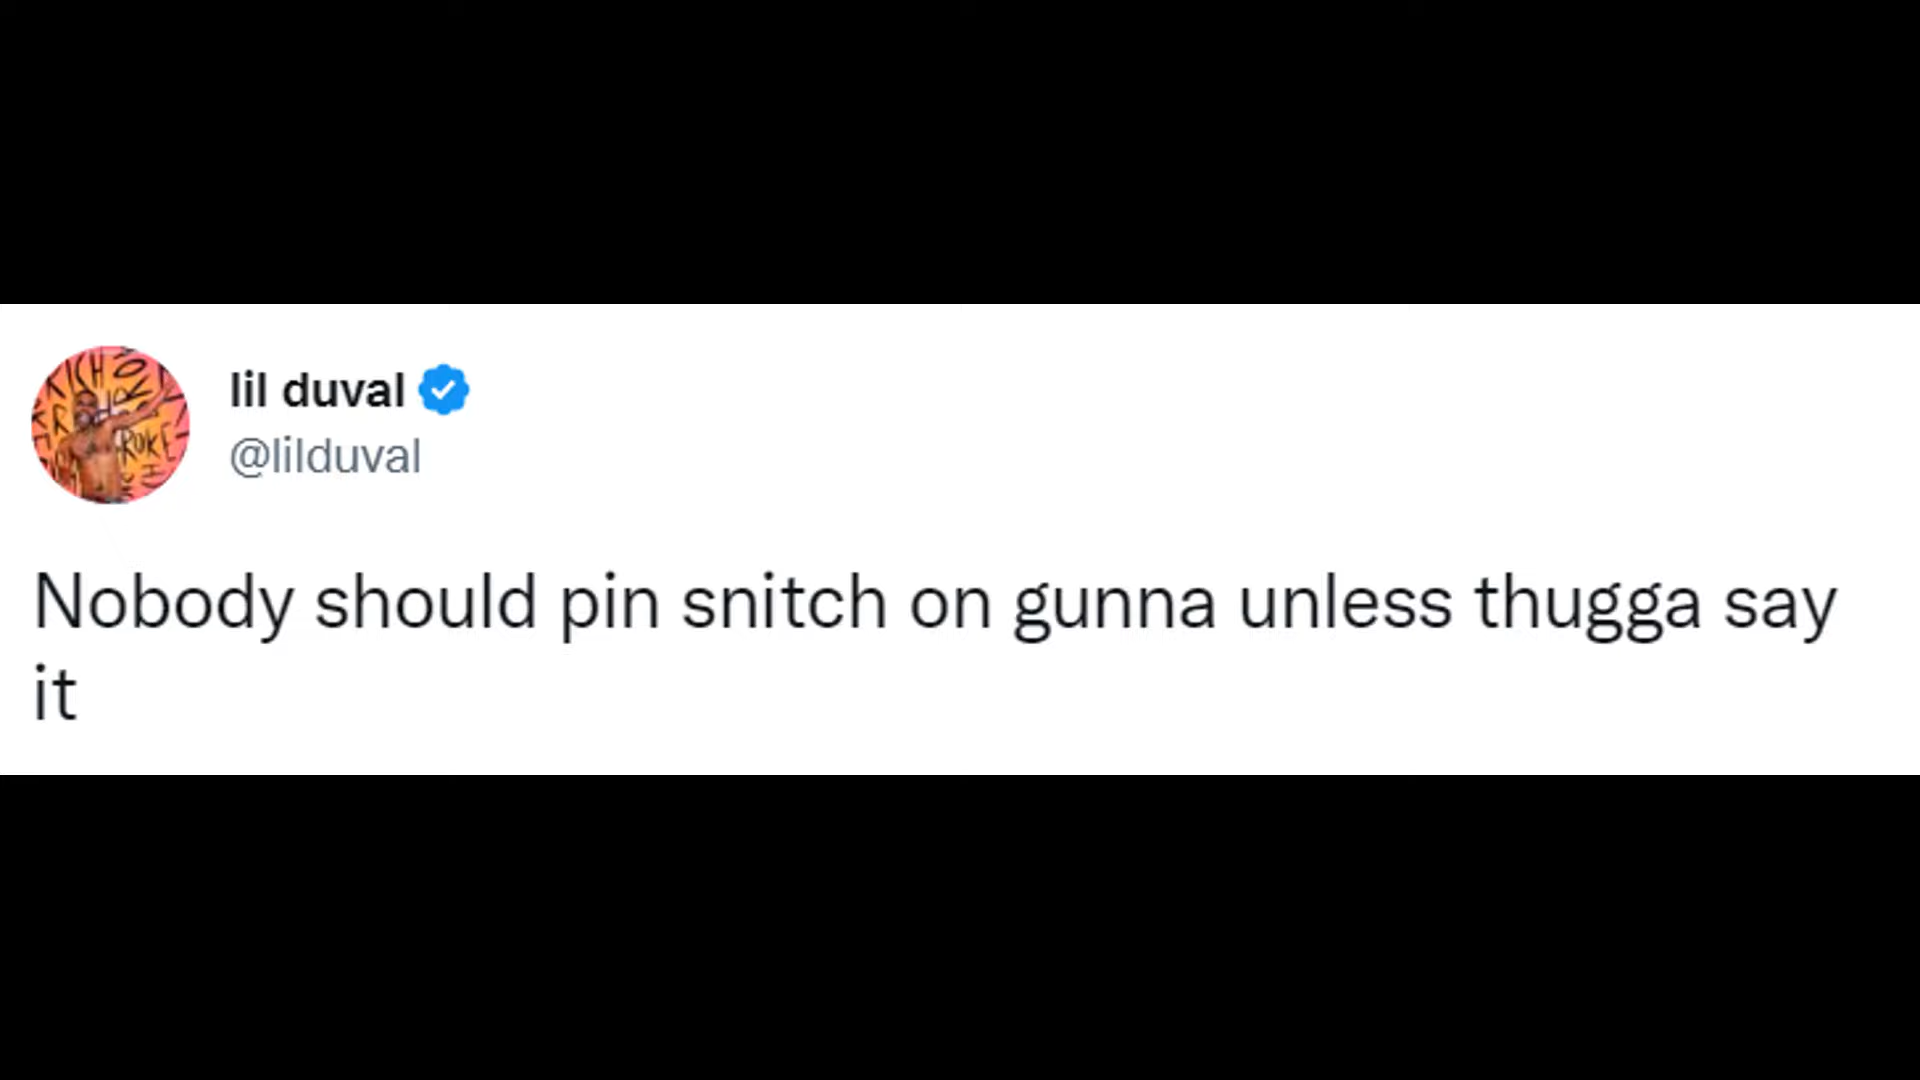 lil duval
@lilduval
Nobody should pin snitch on gunna unless thugga say
it